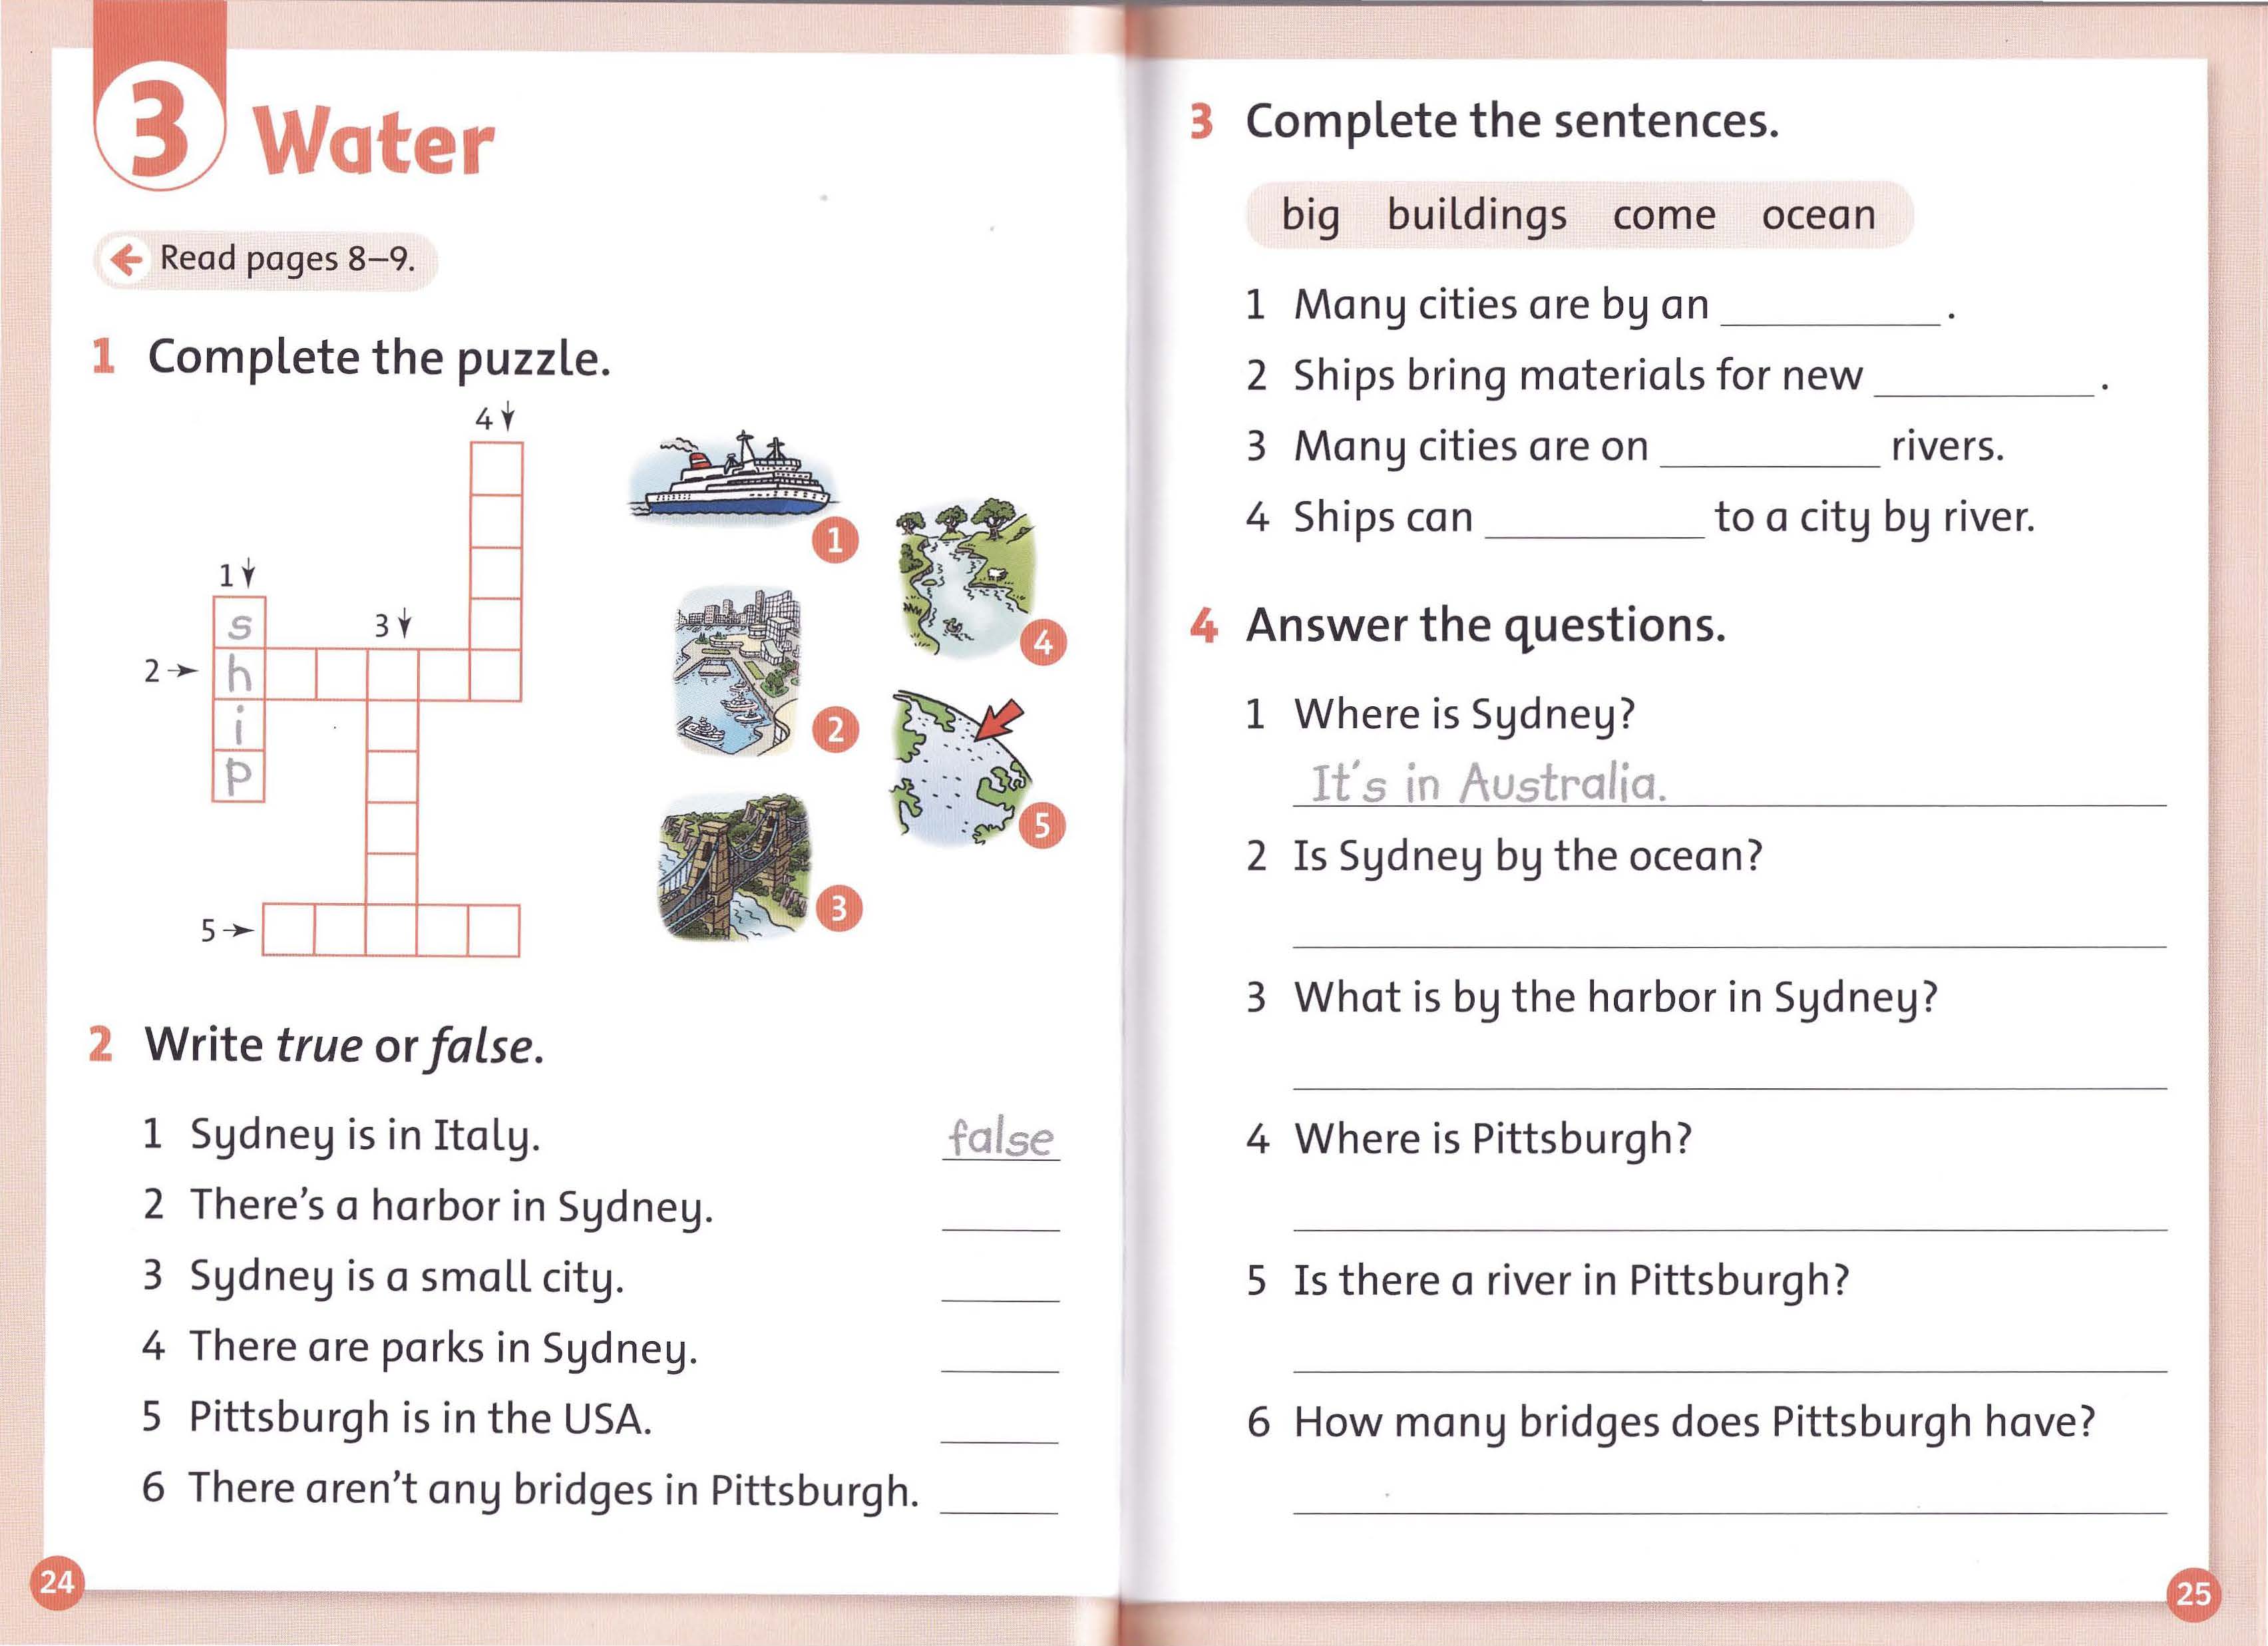 3 Water
← Read pages 8–9.
1 Complete the puzzle.
4↓
1↓
3↓
s
2→ h
i
p
5→
1
2
3
4
5
2 Write true or false.
1 Sydney is in Italy. false
2 There's a harbor in Sydney. ______
3 Sydney is a small city. ______
4 There are parks in Sydney. ______
5 Pittsburgh is in the USA. ______
6 There aren't any bridges in Pittsburgh. ______
24
3 Complete the sentences.
big buildings come ocean
1 Many cities are by an __________ .
2 Ships bring materials for new __________ .
3 Many cities are on __________ rivers.
4 Ships can __________ to a city by river.
4 Answer the questions.
1 Where is Sydney?
It's in Australia.
2 Is Sydney by the ocean?
3 What is by the harbor in Sydney?
4 Where is Pittsburgh?
5 Is there a river in Pittsburgh?
6 How many bridges does Pittsburgh have?
25